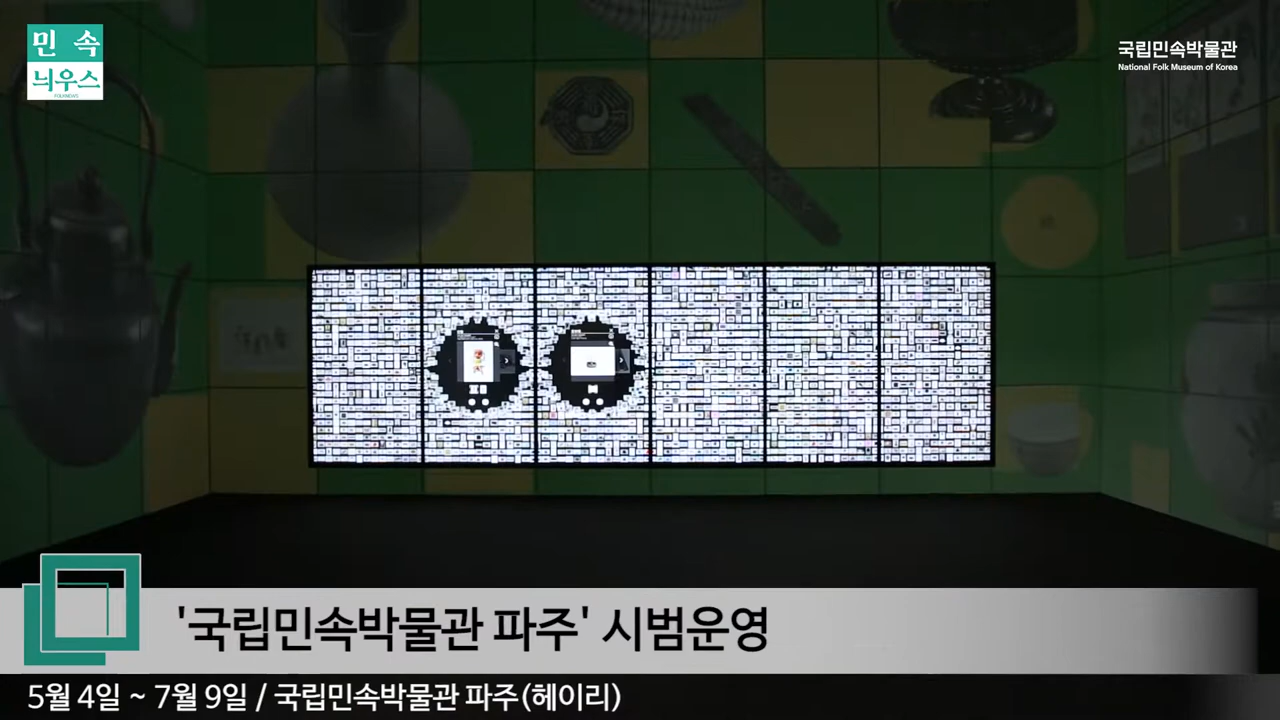 민 속
늬우스
국립민속박물관
National Folk Museum of Korea
'국립민속박물관 파주' 시범운영
5월 4일 ~ 7월 9일 / 국립민속박물관 파주(헤이리)